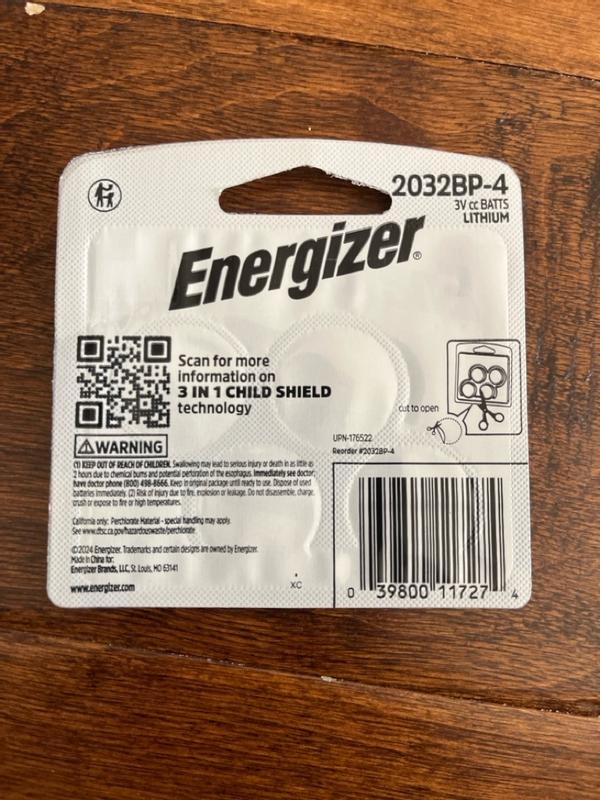 2032BP-4
3V cc BATTS
LITHIUM
Energizer®
Scan for more
information on
3 IN 1 CHILD SHIELD
technology
cut to open
UPN-176522
Reorder #2032BP-4
⚠WARNING
(1) KEEP OUT OF REACH OF CHILDREN. Swallowing may lead to serious injury or death in as little as
2 hours due to chemical burns and potential perforation of the esophagus. Immediately see doctor;
have doctor phone (800) 498-8666. Keep in original package until ready to use. Dispose of used
batteries immediately. (2) Risk of injury due to fire, explosion or leakage. Do not disassemble, charge,
crush or expose to fire or high temperatures.
California only: Perchlorate Material - special handling may apply.
See www.dtsc.ca.gov/hazardouswaste/perchlorate
©2024 Energizer. Trademarks and certain designs are owned by Energizer.
Made in China for:
Energizer Brands, LLC, St. Louis, MO 63141
www.energizer.com
XC
0 39800 11727 4